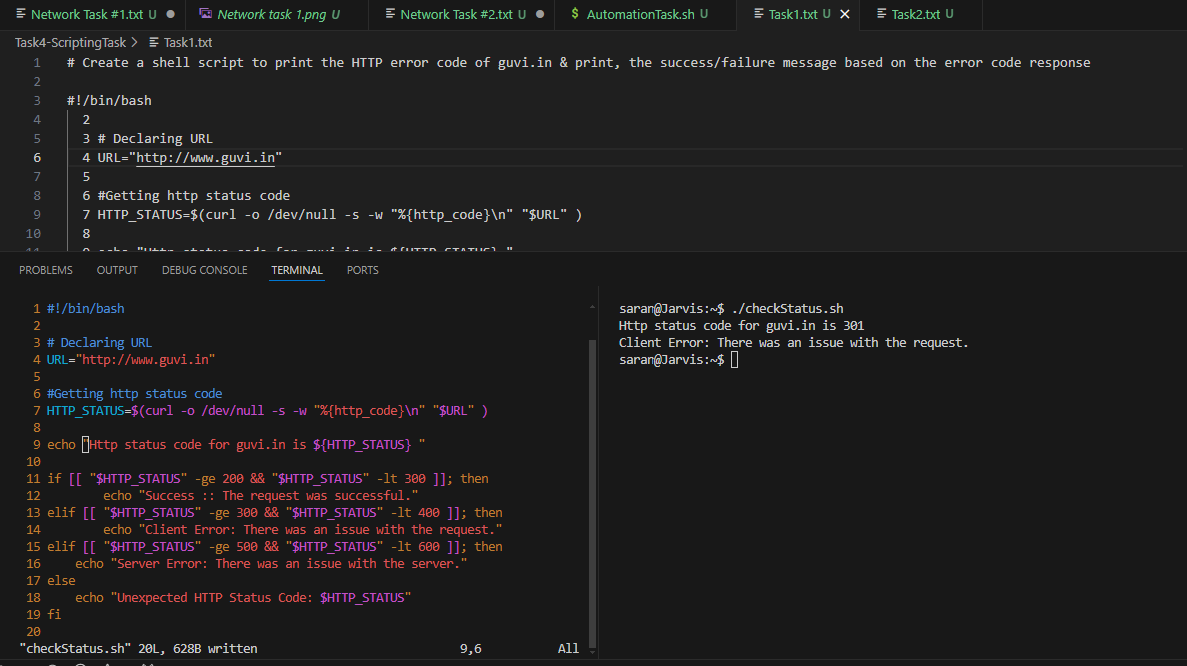 Network Task #1.txt U
Network task 1.png U
Network Task #2.txt U
$ AutomationTask.sh U
Task1.txt U
Task2.txt U
Task4-ScriptingTask > Task1.txt
1 # Create a shell script to print the HTTP error code of guvi.in & print, the success/failure message based on the error code response
2
3 #!/bin/bash
4 2
5 3 # Declaring URL
6 4 URL="http://www.guvi.in"
7 5
8 6 #Getting http status code
9 7 HTTP_STATUS=$(curl -o /dev/null -s -w "%{http_code}\n" "$URL" )
10 8
11 9 echo "Http status code for guvi.in is ${HTTP_STATUS} "
PROBLEMS OUTPUT DEBUG CONSOLE TERMINAL PORTS
1 #!/bin/bash
2
3 # Declaring URL
4 URL="http://www.guvi.in"
5
6 #Getting http status code
7 HTTP_STATUS=$(curl -o /dev/null -s -w "%{http_code}\n" "$URL" )
8
9 echo "Http status code for guvi.in is ${HTTP_STATUS} "
10
11 if [[ "$HTTP_STATUS" -ge 200 && "$HTTP_STATUS" -lt 300 ]]; then
12 echo "Success :: The request was successful."
13 elif [[ "$HTTP_STATUS" -ge 300 && "$HTTP_STATUS" -lt 400 ]]; then
14 echo "Client Error: There was an issue with the request."
15 elif [[ "$HTTP_STATUS" -ge 500 && "$HTTP_STATUS" -lt 600 ]]; then
16 echo "Server Error: There was an issue with the server."
17 else
18 echo "Unexpected HTTP Status Code: $HTTP_STATUS"
19 fi
20
"checkStatus.sh" 20L, 628B written 9,6 All
saran@Jarvis:~$ ./checkStatus.sh
Http status code for guvi.in is 301
Client Error: There was an issue with the request.
saran@Jarvis:~$